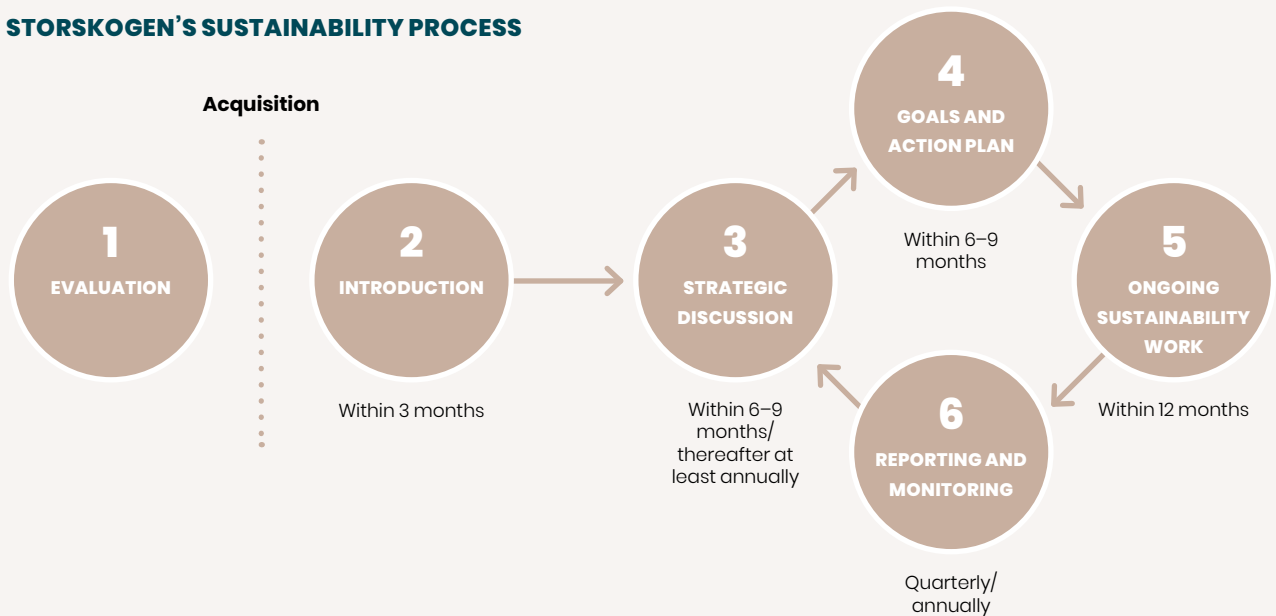 STORSKOGEN’S SUSTAINABILITY PROCESS
Acquisition
1
EVALUATION
2
INTRODUCTION
Within 3 months
3
STRATEGIC
DISCUSSION
Within 6–9
months/
thereafter at
least annually
4
GOALS AND
ACTION PLAN
Within 6–9
months
5
ONGOING
SUSTAINABILITY
WORK
Within 12 months
6
REPORTING AND
MONITORING
Quarterly/
annually